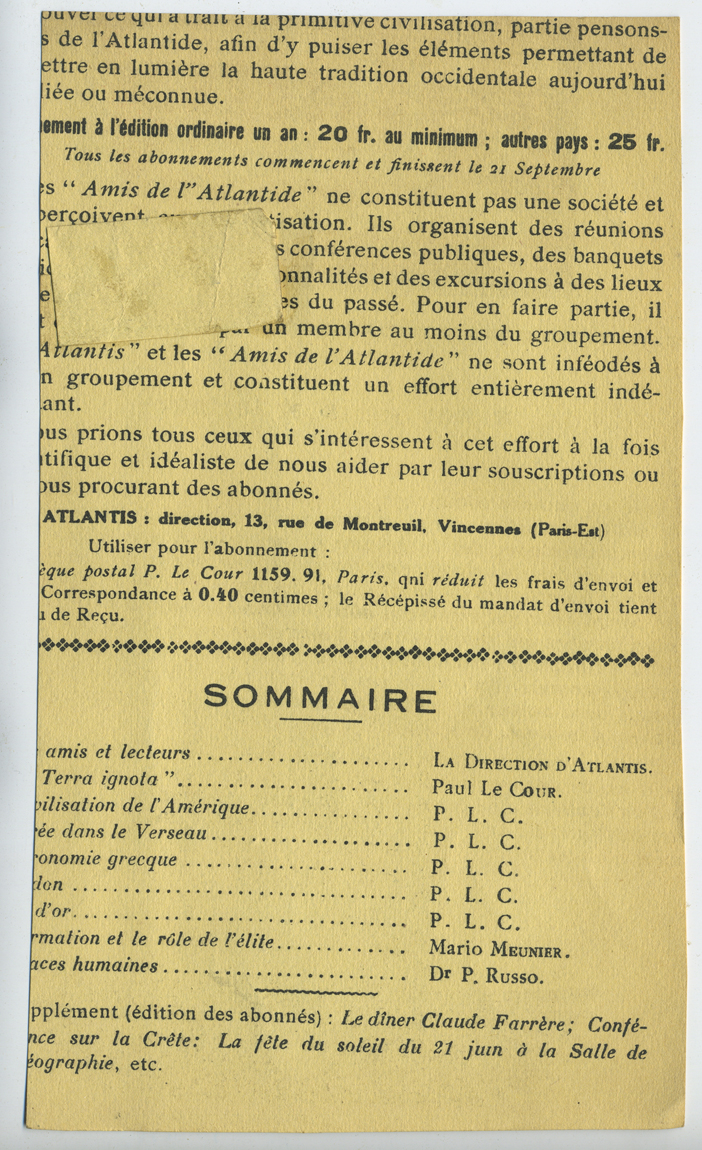 ouver ce qui a trait à la primitive civilisation, partie pensons-
s de l'Atlantide, afin d'y puiser les éléments permettant de
ettre en lumière la haute tradition occidentale aujourd'hui
liée ou méconnue.
nement à l'édition ordinaire un an : 20 fr. au minimum ; autres pays : 25 fr.
Tous les abonnements commencent et finissent le 21 Septembre
es “ Amis de l'’Atlantide ” ne constituent pas une société et
perçoivent tisation. Ils organisent des réunions
s conférences publiques, des banquets
onnalités et des excursions à des lieux
es du passé. Pour en faire partie, il
un membre au moins du groupement.
Atlantis ” et les “ Amis de l'Atlantide ” ne sont inféodés à
n groupement et constituent un effort entièrement indé-
ant.
ous prions tous ceux qui s'intéressent à cet effort à la fois
ntifique et idéaliste de nous aider par leur souscriptions ou
ous procurant des abonnés.
ATLANTIS : direction, 13, rue de Montreuil, Vincennes (Paris-Est)
Utiliser pour l'abonnement :
èque postal P. Le Cour 1159. 91, Paris, qni réduit les frais d'envoi et
Correspondance à 0.40 centimes ; le Récépissé du mandat d'envoi tient
u de Reçu.
SOMMAIRE
amis et lecteurs ...................... LA DIRECTION D'ATLANTIS.
Terra ignota ”........................ Paul LE COUR.
vilisation de l'Amérique................ P. L. C.
rée dans le Verseau .................... P. L. C.
ronomie grecque ...................... P. L. C.
don .................................. P. L. C.
d'or.................................. P. L. C.
rmation et le rôle de l'élite............. Mario MEUNIER.
aces humaines ........................ Dr P. RUSSO.
pplément (édition des abonnés) : Le dîner Claude Farrère ; Confé-
nce sur la Crête : La fête du soleil du 21 juin à la Salle de
éographie, etc.